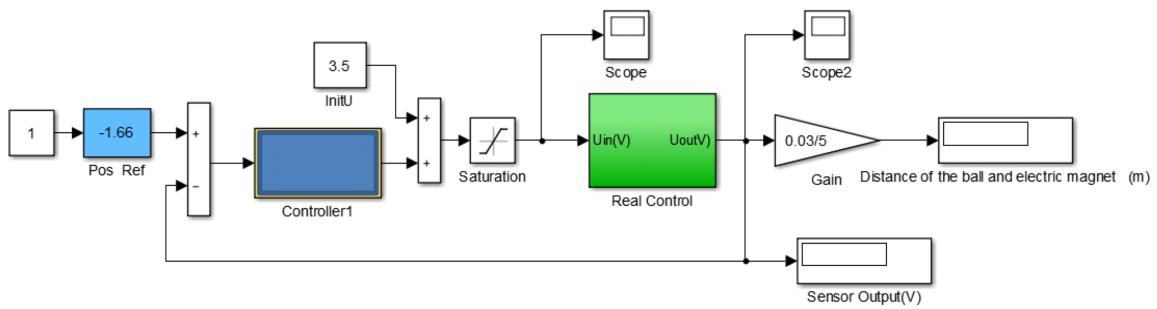 Scope
Scope2
3.5
InitU
1
-1.66
Pos Ref
+
−
Controller1
+
+
Saturation
Uin(V) UoutV)
Real Control
0.03/5
Gain
Distance of the ball and electric magnet (m)
Sensor Output(V)